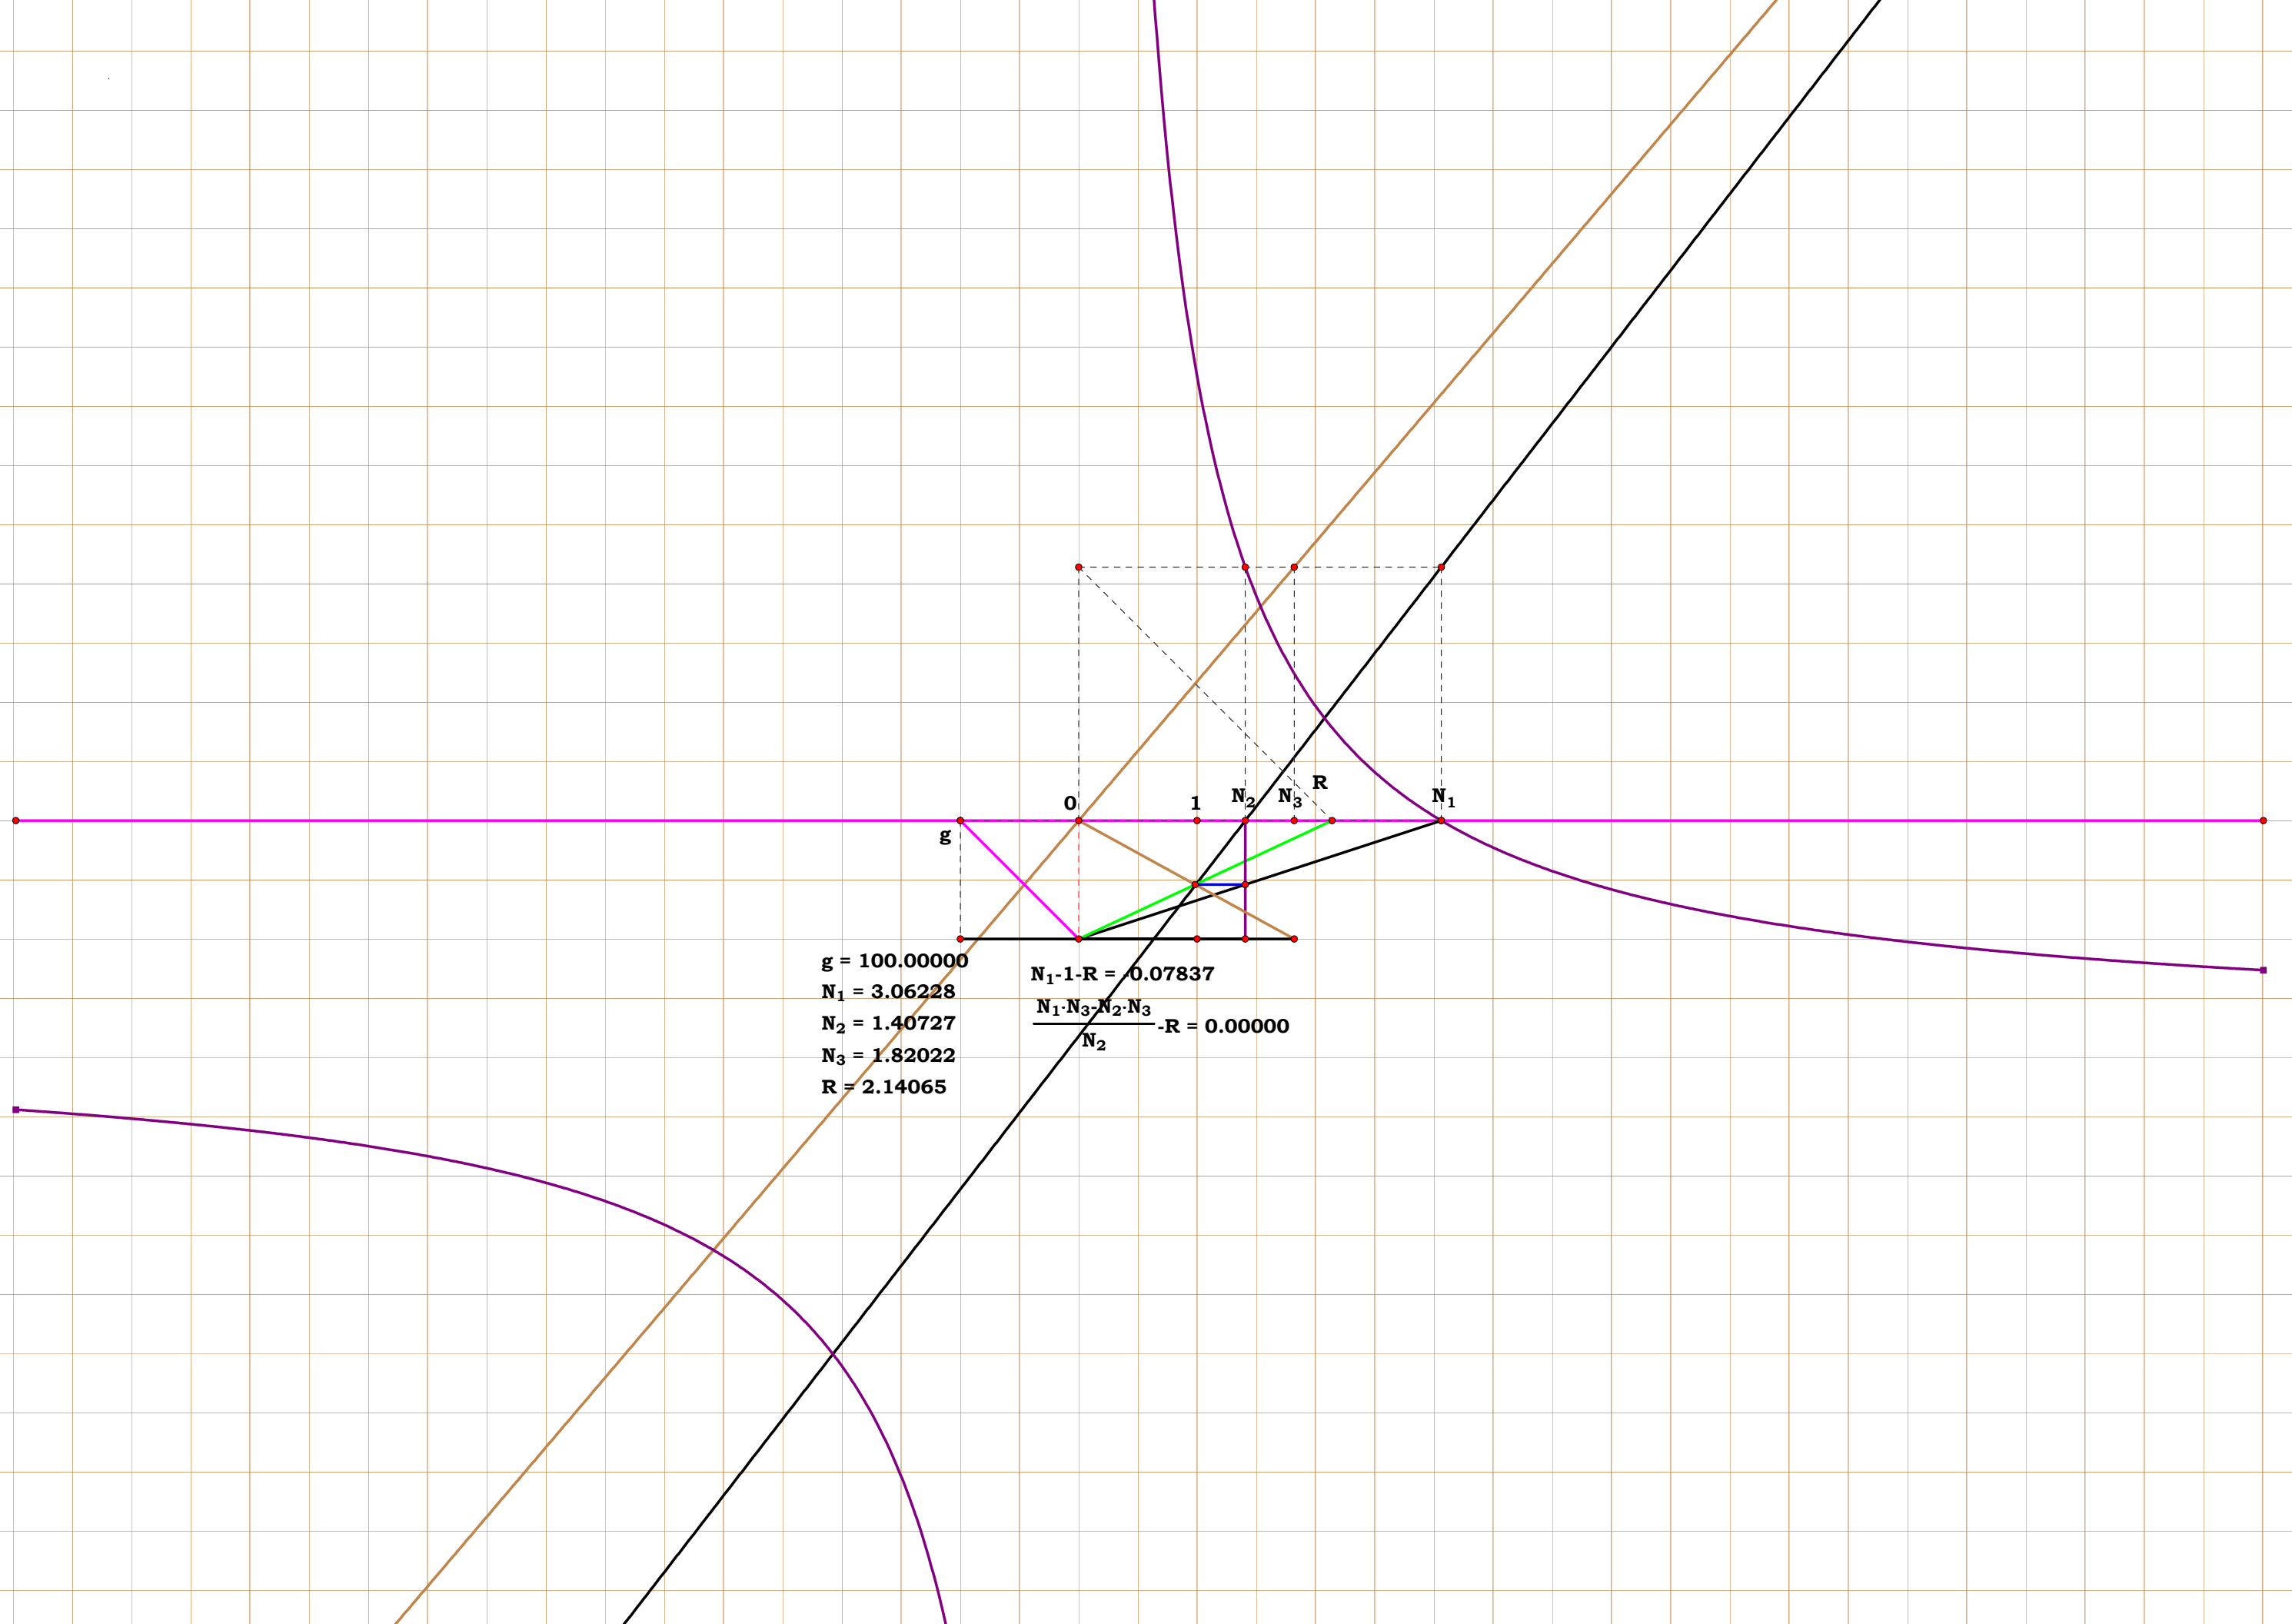 R
0 1 N₂ N₃ N₁
g
g = 100.00000
N₁ = 3.06228
N₂ = 1.40727
N₃ = 1.82022
R = 2.14065
N₁-1-R = -0.07837
N₁·N₃-N₂·N₃
-R = 0.00000
N₂